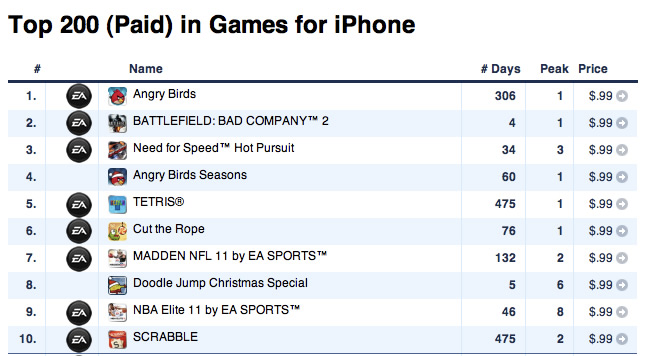 Top 200 (Paid) in Games for iPhone
# Name # Days Peak Price
1. EA Angry Birds 306 1 $.99
2. EA BATTLEFIELD: BAD COMPANY™ 2 4 1 $.99
3. EA Need for Speed™ Hot Pursuit 34 3 $.99
4. Angry Birds Seasons 60 1 $.99
5. EA TETRIS® 475 1 $.99
6. EA Cut the Rope 76 1 $.99
7. EA MADDEN NFL 11 by EA SPORTS™ 132 2 $.99
8. Doodle Jump Christmas Special 5 6 $.99
9. EA NBA Elite 11 by EA SPORTS™ 46 8 $.99
10. EA SCRABBLE 475 2 $.99